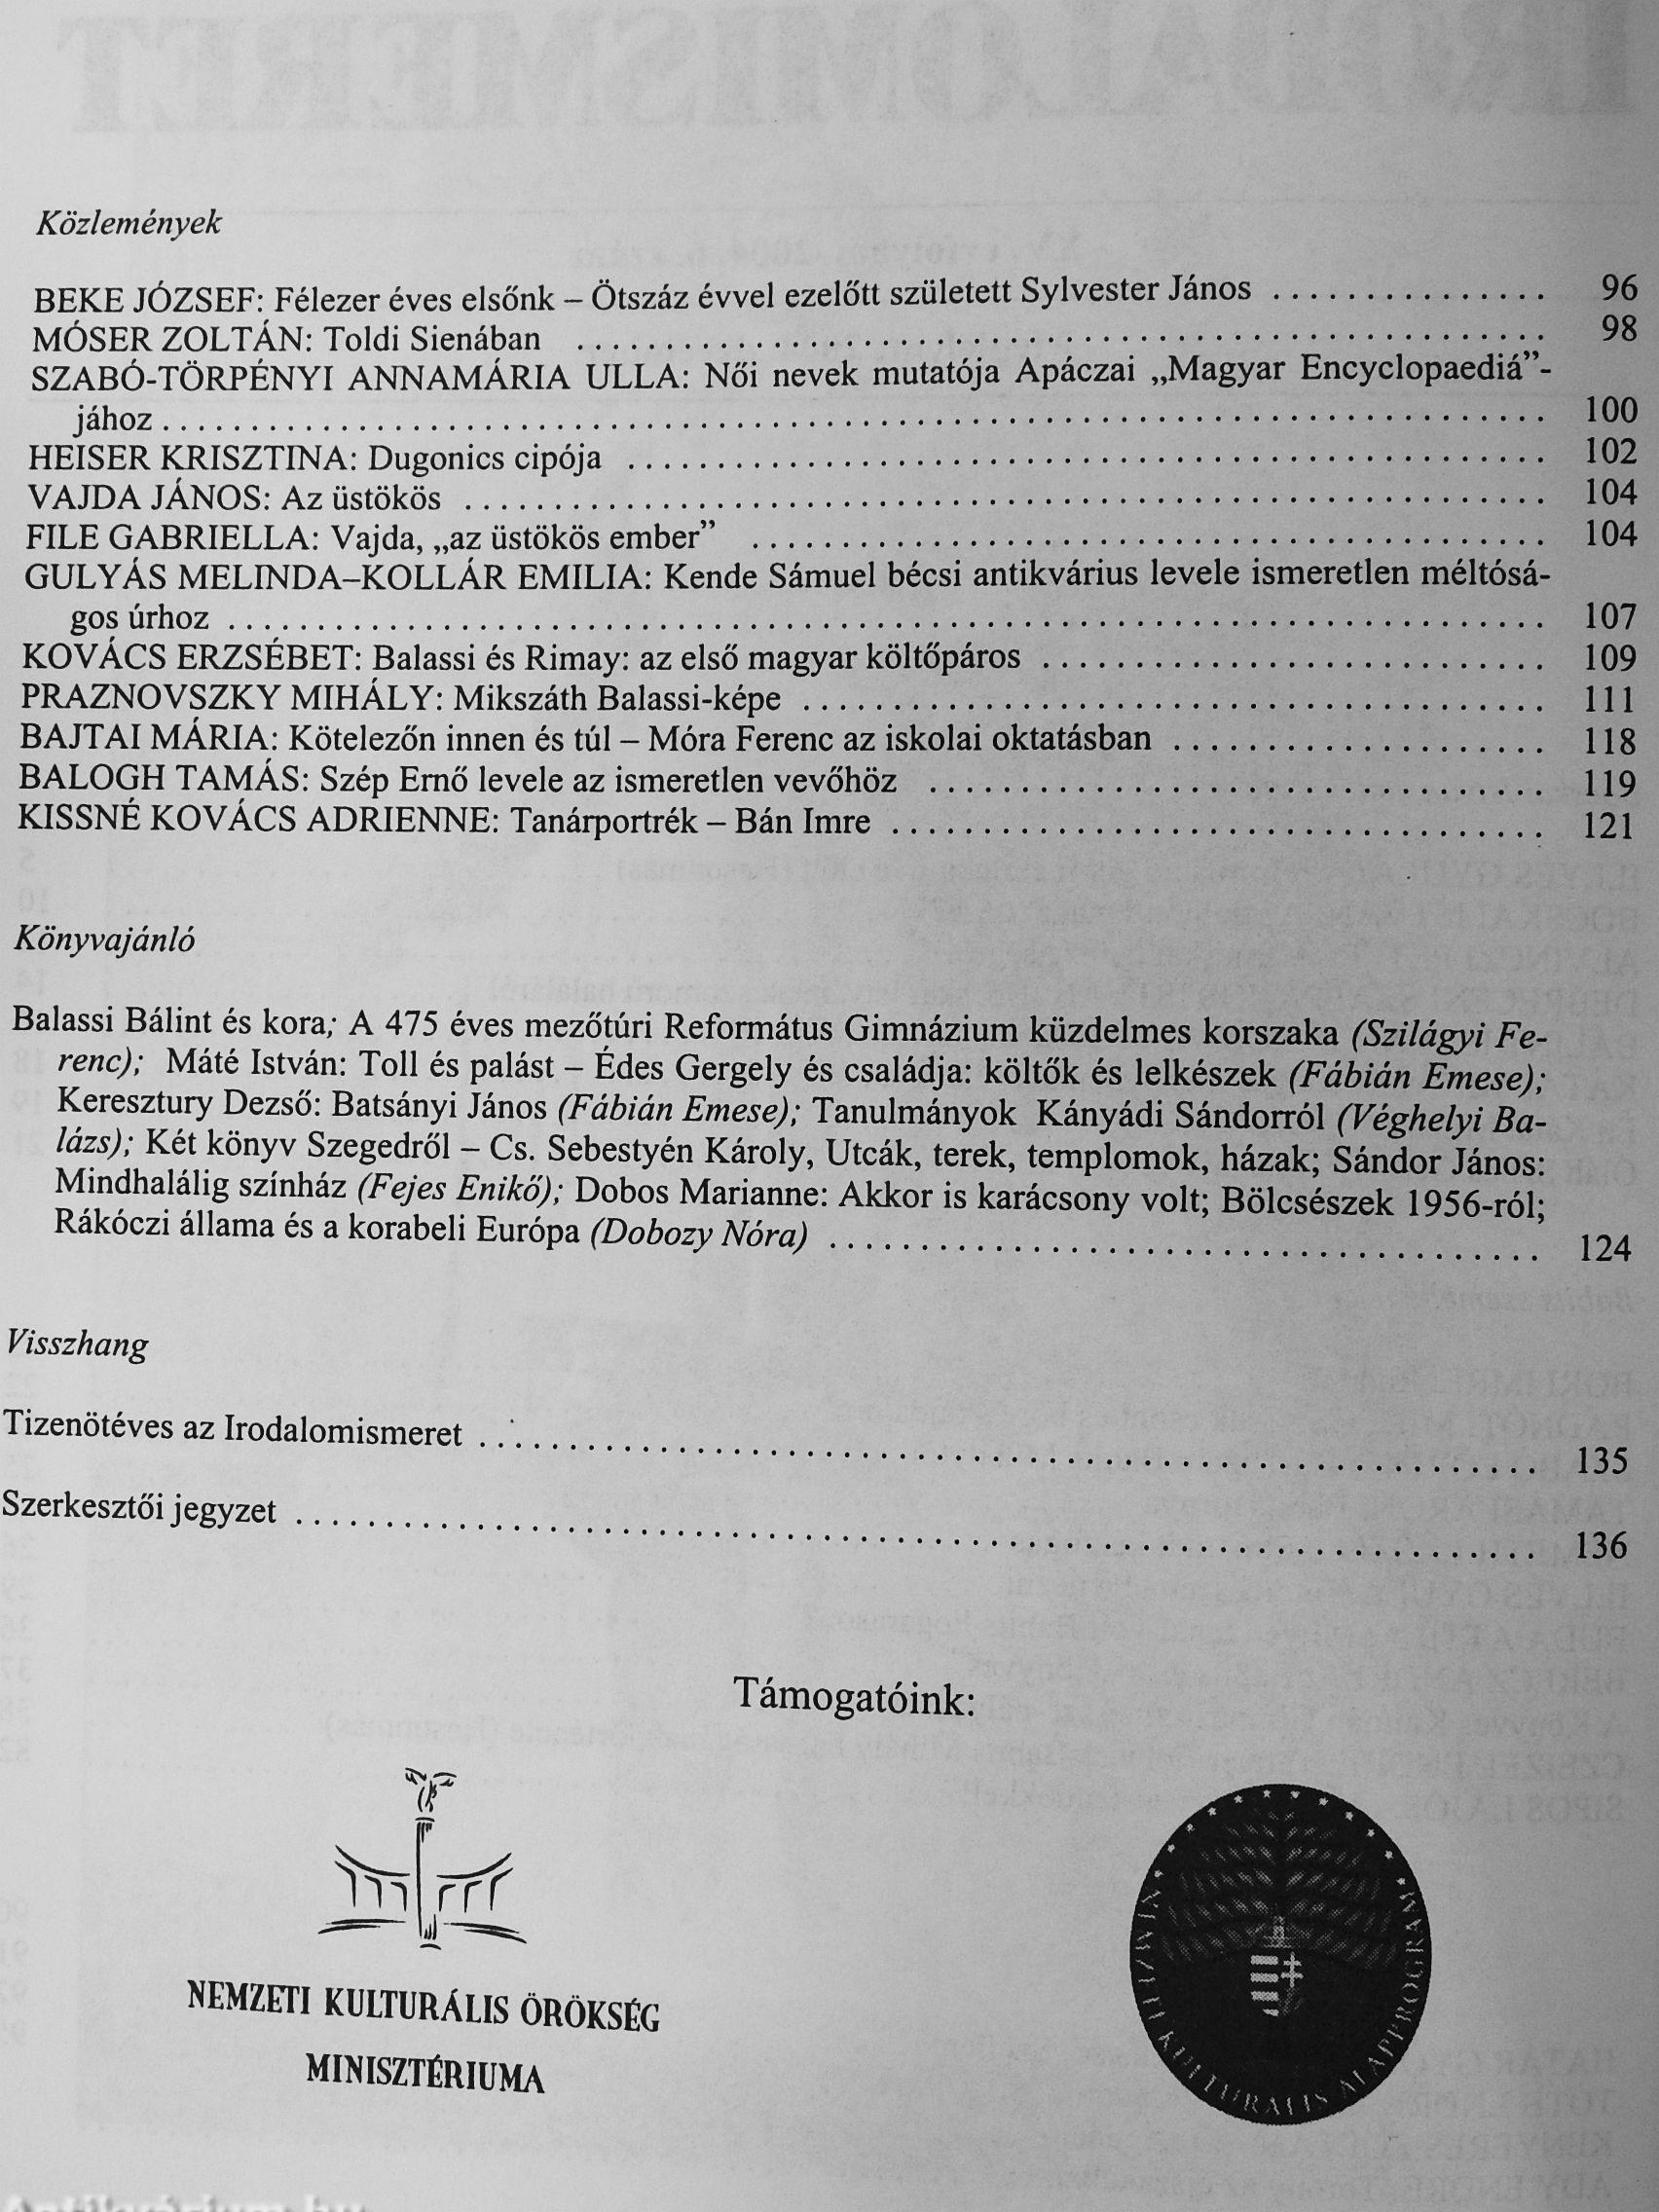 Közlemények
BEKE JÓZSEF: Félezer éves elsőnk – Ötszáz évvel ezelőtt született Sylvester János . . . . . . . . . . . . . . . 96
MÓSER ZOLTÁN: Toldi Sienában . . . . . . . . . . . . . . . 98
SZABÓ-TÖRPÉNYI ANNAMÁRIA ULLA: Női nevek mutatója Apáczai „Magyar Encyclopaediá”-
jához . . . . . . . . . . . . . . . 100
HEISER KRISZTINA: Dugonics cipója . . . . . . . . . . . . . . . 102
VAJDA JÁNOS: Az üstökös . . . . . . . . . . . . . . . 104
FILE GABRIELLA: Vajda, „az üstökös ember” . . . . . . . . . . . . . . . 104
GULYÁS MELINDA–KOLLÁR EMILIA: Kende Sámuel bécsi antikvárius levele ismeretlen méltósá-
gos úrhoz . . . . . . . . . . . . . . . 107
KOVÁCS ERZSÉBET: Balassi és Rimay: az első magyar költőpáros . . . . . . . . . . . . . . . 109
PRAZNOVSZKY MIHÁLY: Mikszáth Balassi-képe . . . . . . . . . . . . . . . 111
BAJTAI MÁRIA: Kötelezőn innen és túl – Móra Ferenc az iskolai oktatásban . . . . . . . . . . . . . . . 118
BALOGH TAMÁS: Szép Ernő levele az ismeretlen vevőhöz . . . . . . . . . . . . . . . 119
KISSNÉ KOVÁCS ADRIENNE: Tanárportrék – Bán Imre . . . . . . . . . . . . . . . 121
Könyvajánló
Balassi Bálint és kora; A 475 éves mezőtúri Református Gimnázium küzdelmes korszaka (Szilágyi Fe-
renc); Máté István: Toll és palást – Édes Gergely és családja: költők és lelkészek (Fábián Emese);
Keresztury Dezső: Batsányi János (Fábián Emese); Tanulmányok Kányádi Sándorról (Véghelyi Ba-
lázs); Két könyv Szegedről – Cs. Sebestyén Károly, Utcák, terek, templomok, házak; Sándor János:
Mindhalálig színház (Fejes Enikő); Dobos Marianne: Akkor is karácsony volt; Bölcsészek 1956-ról;
Rákóczi állama és a korabeli Európa (Dobozy Nóra) . . . . . . . . . . . . . . . 124
Visszhang
Tizenötéves az Irodalomismeret . . . . . . . . . . . . . . . 135
Szerkesztői jegyzet . . . . . . . . . . . . . . . 136
Támogatóink:
NEMZETI KULTURÁLIS ÖRÖKSÉG
MINISZTÉRIUMA
NEMZETI KULTURÁLIS ALAPPROGRAM